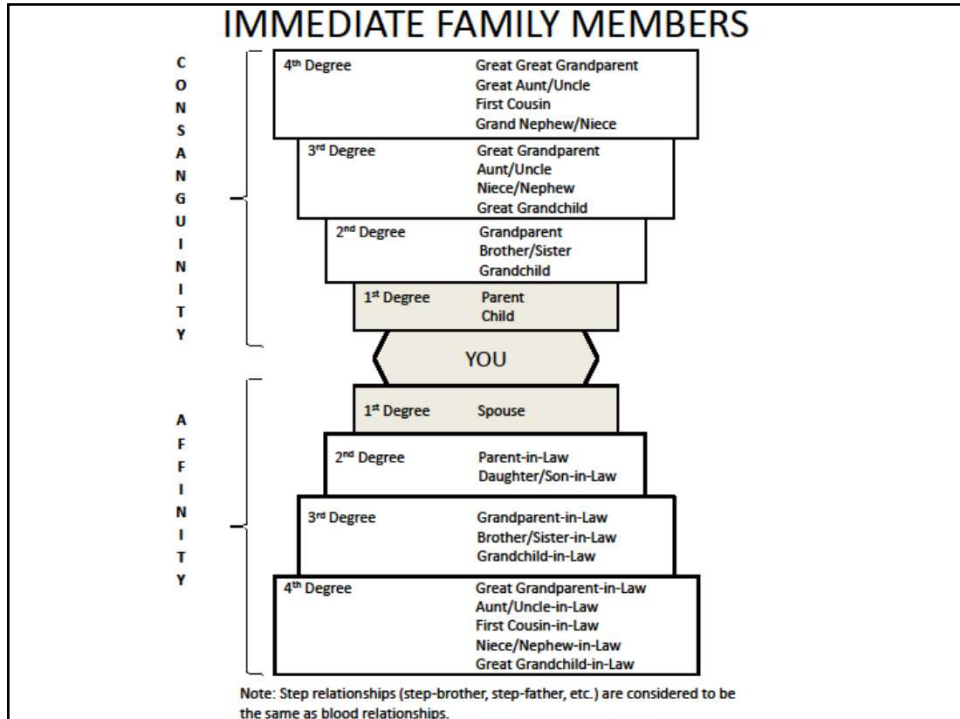 IMMEDIATE FAMILY MEMBERS
CONSANGUINITY
4th Degree Great Great Grandparent
Great Aunt/Uncle
First Cousin
Grand Nephew/Niece
3rd Degree Great Grandparent
Aunt/Uncle
Niece/Nephew
Great Grandchild
2nd Degree Grandparent
Brother/Sister
Grandchild
1st Degree Parent
Child
YOU
AFFINITY
1st Degree Spouse
2nd Degree Parent-in-Law
Daughter/Son-in-Law
3rd Degree Grandparent-in-Law
Brother/Sister-in-Law
Grandchild-in-Law
4th Degree Great Grandparent-in-Law
Aunt/Uncle-in-Law
First Cousin-in-Law
Niece/Nephew-in-Law
Great Grandchild-in-Law
Note: Step relationships (step-brother, step-father, etc.) are considered to be
the same as blood relationships.